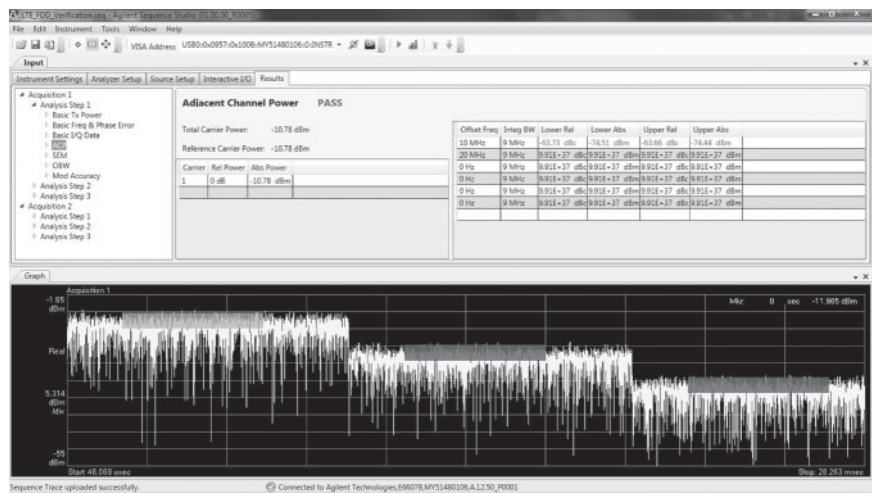 LTE_FDD_Verification.seq - Agilent Sequence Studio (01.00.00_R0005)
File Edit Instrument Tools Window Help
VISA Address USB0::0x0957::0x100B::MY51480106::0::INSTR
Input
Instrument Settings Analyzer Setup Source Setup Interactive I/O Results
Acquisition 1
Analysis Step 1
Basic Tx Power
Basic Freq & Phase Error
Basic I/Q Data
ACP
SEM
OBW
Mod Accuracy
Analysis Step 2
Analysis Step 3
Acquisition 2
Analysis Step 1
Analysis Step 2
Analysis Step 3
Adjacent Channel Power PASS
Total Carrier Power: -10.78 dBm
Reference Carrier Power: -10.78 dBm
Carrier Rel Power Abs Power
1 0 dB -10.78 dBm
Offset Freq Integ BW Lower Rel Lower Abs Upper Rel Upper Abs
10 MHz 9 MHz -63.73 dBc -74.51 dBm -63.66 dBc -74.44 dBm
20 MHz 9 MHz 9.91E+37 dBc 9.91E+37 dBm 9.91E+37 dBc 9.91E+37 dBm
0 Hz 9 MHz 9.91E+37 dBc 9.91E+37 dBm 9.91E+37 dBc 9.91E+37 dBm
0 Hz 9 MHz 9.91E+37 dBc 9.91E+37 dBm 9.91E+37 dBc 9.91E+37 dBm
0 Hz 9 MHz 9.91E+37 dBc 9.91E+37 dBm 9.91E+37 dBc 9.91E+37 dBm
0 Hz 9 MHz 9.91E+37 dBc 9.91E+37 dBm 9.91E+37 dBc 9.91E+37 dBm
Graph
Acquisition 1
-1.85
dBm
Mkr: 0 sec -11.965 dBm
Real
5.314
dBm
/div
-55
dBm
Start: 46.068 usec
Stop: 28.263 msec
Sequence Trace uploaded successfully.
Connected to Agilent Technologies,E6607B,MY51480106,A.12.50_P0001